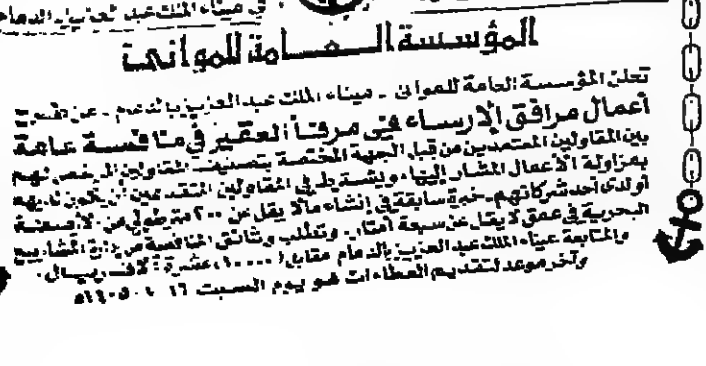 في ميناء الملك عبد العزيز بالدمام
المؤسسة العامة للموانئ
تعلن المؤسسة العامة للموانئ - ميناء الملك عبد العزيز بالدمام - عن طرح
أعمال مرافق الإرساء في مرفأ العقير في منافسة عامة
بين المقاولين المعتمدين من قبل الجهة المختصة بتصنيف المقاولين المرخص لهم
بمزاولة الأعمال المشار إليها ويشترط في المقاولين المتقدمين أن يكون لديهم
أو لدى أحد شركائهم خبرة سابقة في إنشاء مالا يقل عن ٢٠٠ متر طولي من الأرصفة
البحرية في عمق لا يقل عن سبعة أمتار. وتطلب وثائق المنافسة من إدارة المشاريع
والمتابعة بميناء الملك عبد العزيز بالدمام مقابل (١٠٠٠٠) عشرة آلاف ريال.
وآخر موعد لتقديم العطاءات هو يوم السبت ١٦